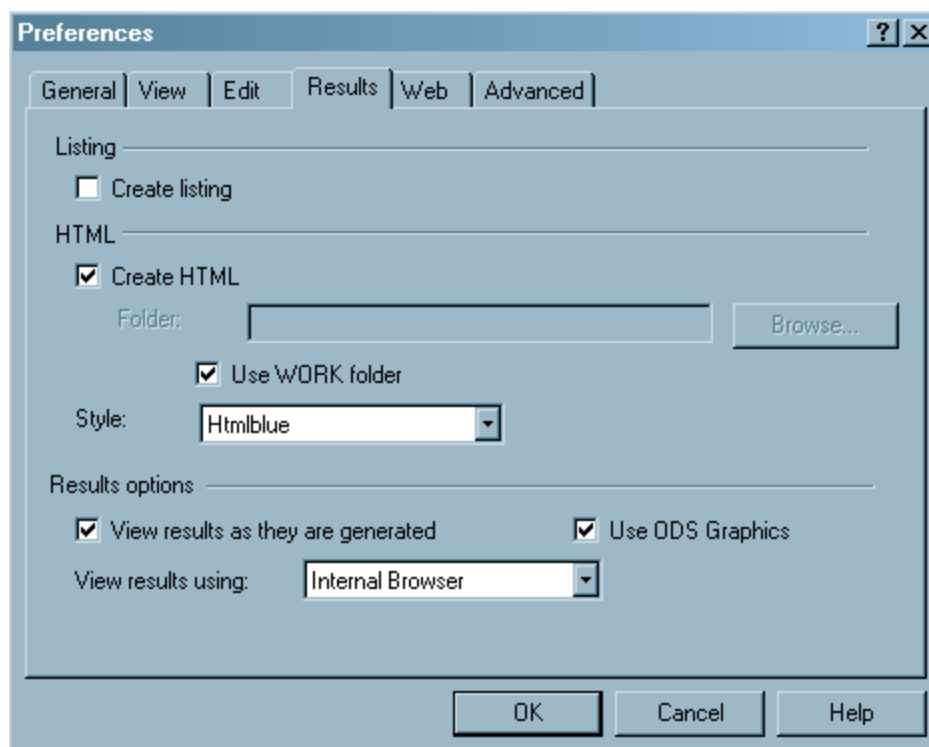 Preferences
General View Edit Results Web Advanced
Listing
Create listing
HTML
Create HTML
Folder:
Browse...
Use WORK folder
Style: Htmlblue
Results options
View results as they are generated Use ODS Graphics
View results using: Internal Browser
OK Cancel Help